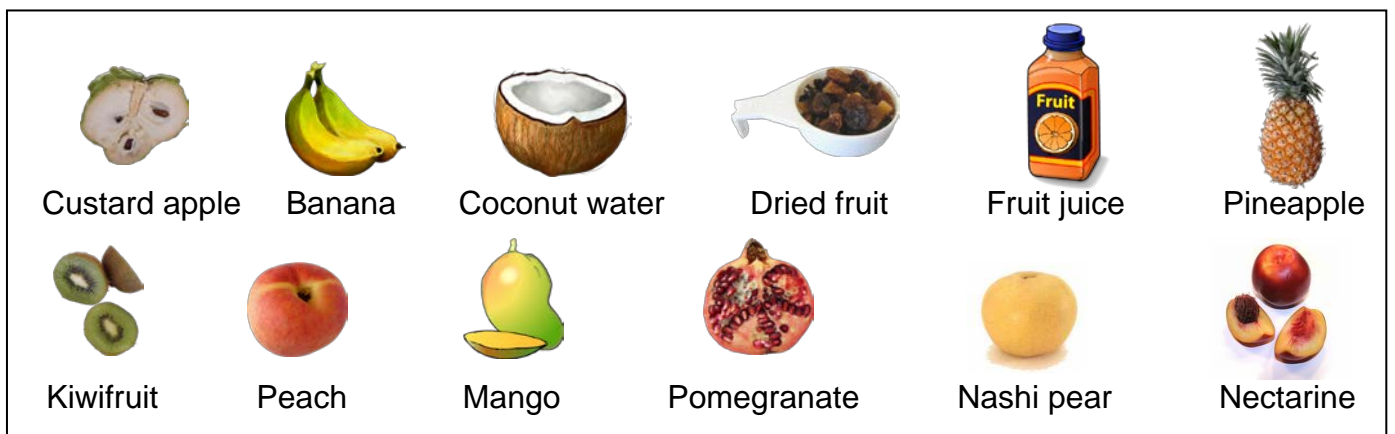 Fruit
Custard apple Banana Coconut water Dried fruit Fruit juice Pineapple
Kiwifruit Peach Mango Pomegranate Nashi pear Nectarine